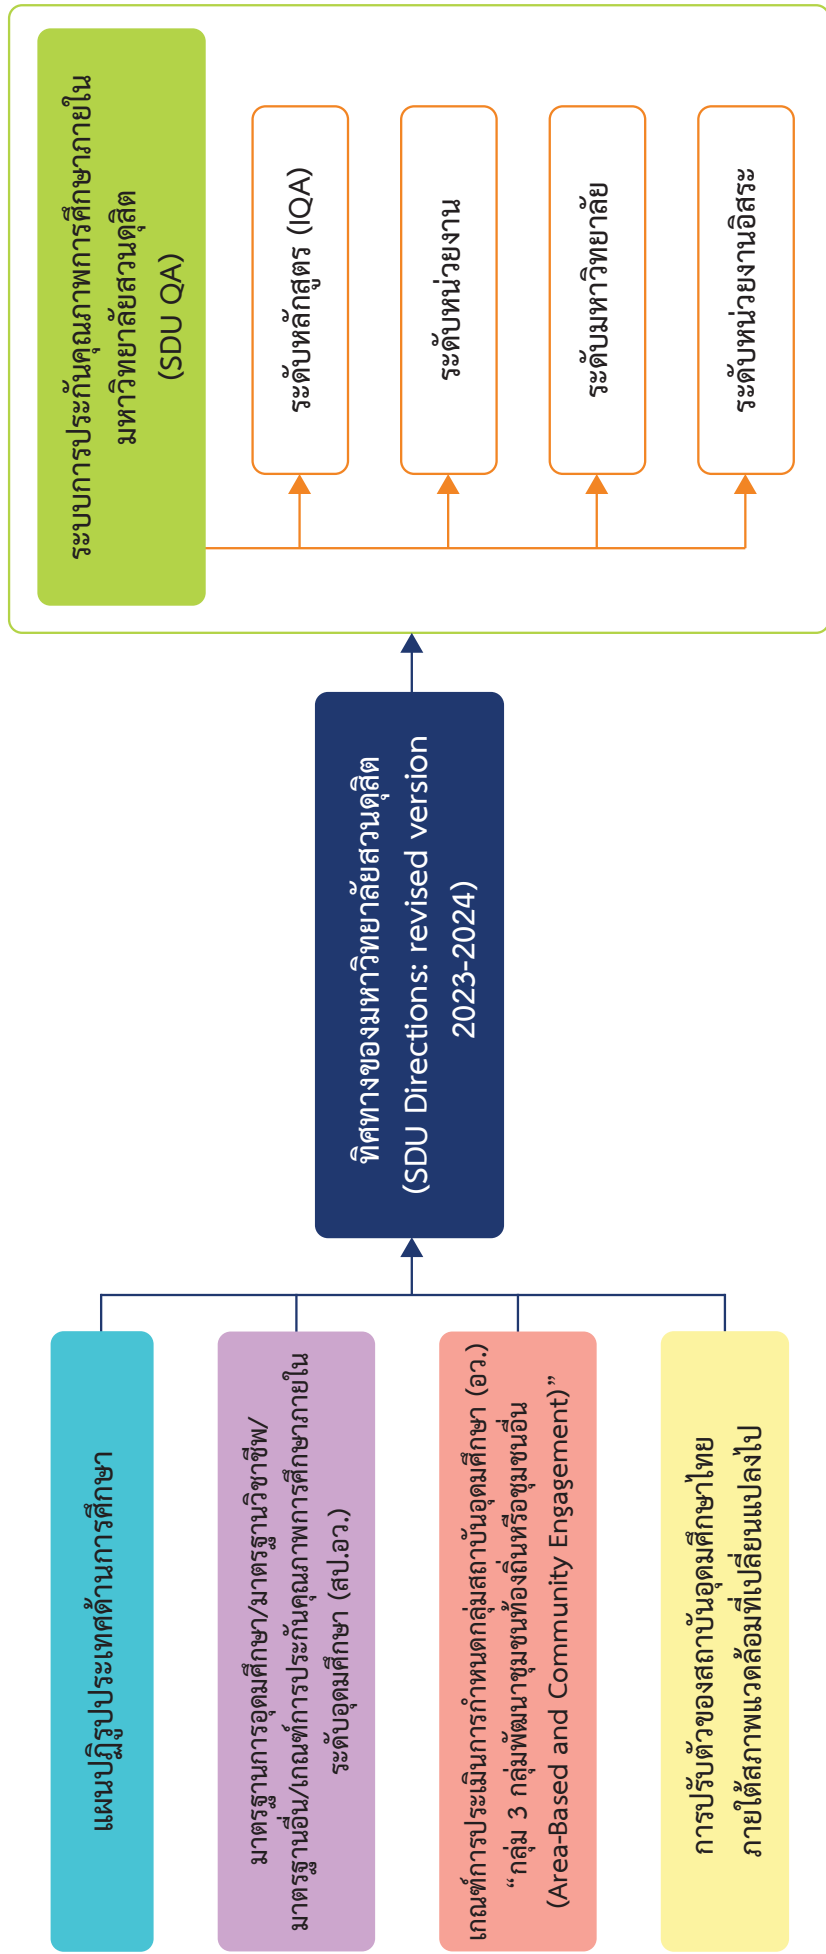 แผนปฏิรูปประเทศด้านการศึกษา
มาตรฐานการอุดมศึกษา/มาตรฐานวิชาชีพ/
มาตรฐานอื่น/เกณฑ์การประกันคุณภาพการศึกษาภายใน
ระดับอุดมศึกษา (สป.อว.)
เกณฑ์การประเมินการกำหนดกลุ่มสถาบันอุดมศึกษา (อว.)
“กลุ่ม 3 กลุ่มพัฒนาชุมชนท้องถิ่นหรือชุมชนอื่น
(Area-Based and Community Engagement)”
การปรับตัวของสถาบันอุดมศึกษาไทย
ภายใต้สภาพแวดล้อมที่เปลี่ยนแปลงไป
ทิศทางของมหาวิทยาลัยสวนดุสิต
(SDU Directions: revised version
2023-2024)
ระบบการประกันคุณภาพการศึกษาภายใน
มหาวิทยาลัยสวนดุสิต
(SDU QA)
ระดับหลักสูตร (IQA)
ระดับหน่วยงาน
ระดับมหาวิทยาลัย
ระดับหน่วยงานอิสระ